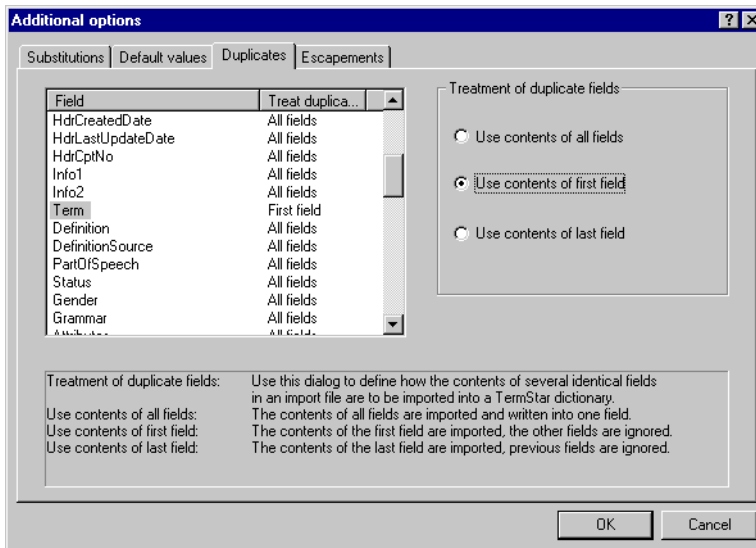 Additional options
Substitutions Default values Duplicates Escapements
Field Treat duplica...
HdrCreatedDate All fields
HdrLastUpdateDate All fields
HdrCptNo All fields
Info1 All fields
Info2 All fields
Term First field
Definition All fields
DefinitionSource All fields
PartOfSpeech All fields
Status All fields
Gender All fields
Grammar All fields
Treatment of duplicate fields
Use contents of all fields
Use contents of first field
Use contents of last field
Treatment of duplicate fields: Use this dialog to define how the contents of several identical fields
in an import file are to be imported into a TermStar dictionary.
Use contents of all fields: The contents of all fields are imported and written into one field.
Use contents of first field: The contents of the first field are imported, the other fields are ignored.
Use contents of last field: The contents of the last field are imported, previous fields are ignored.
OK Cancel